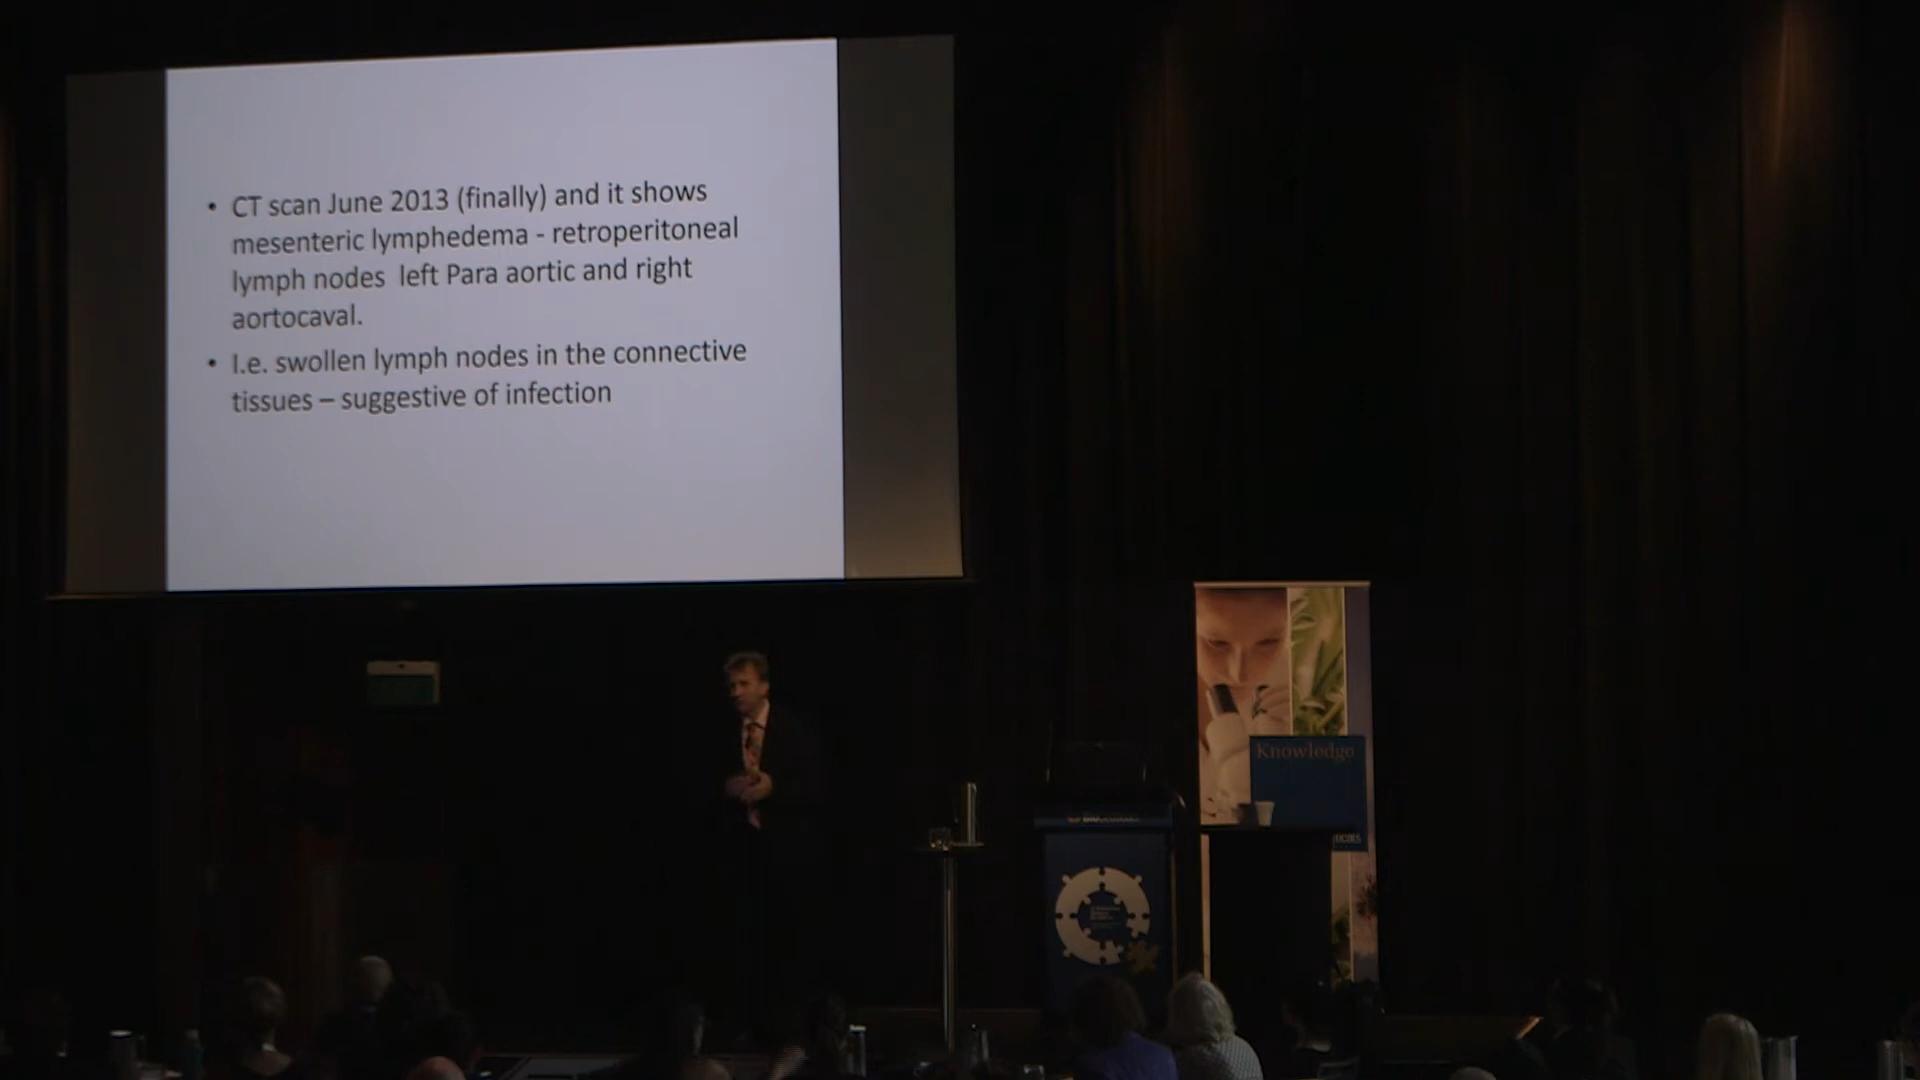 • CT scan June 2013 (finally) and it shows
mesenteric lymphedema - retroperitoneal
lymph nodes left Para aortic and right
aortocaval.
• I.e. swollen lymph nodes in the connective
tissues – suggestive of infection
Knowledge